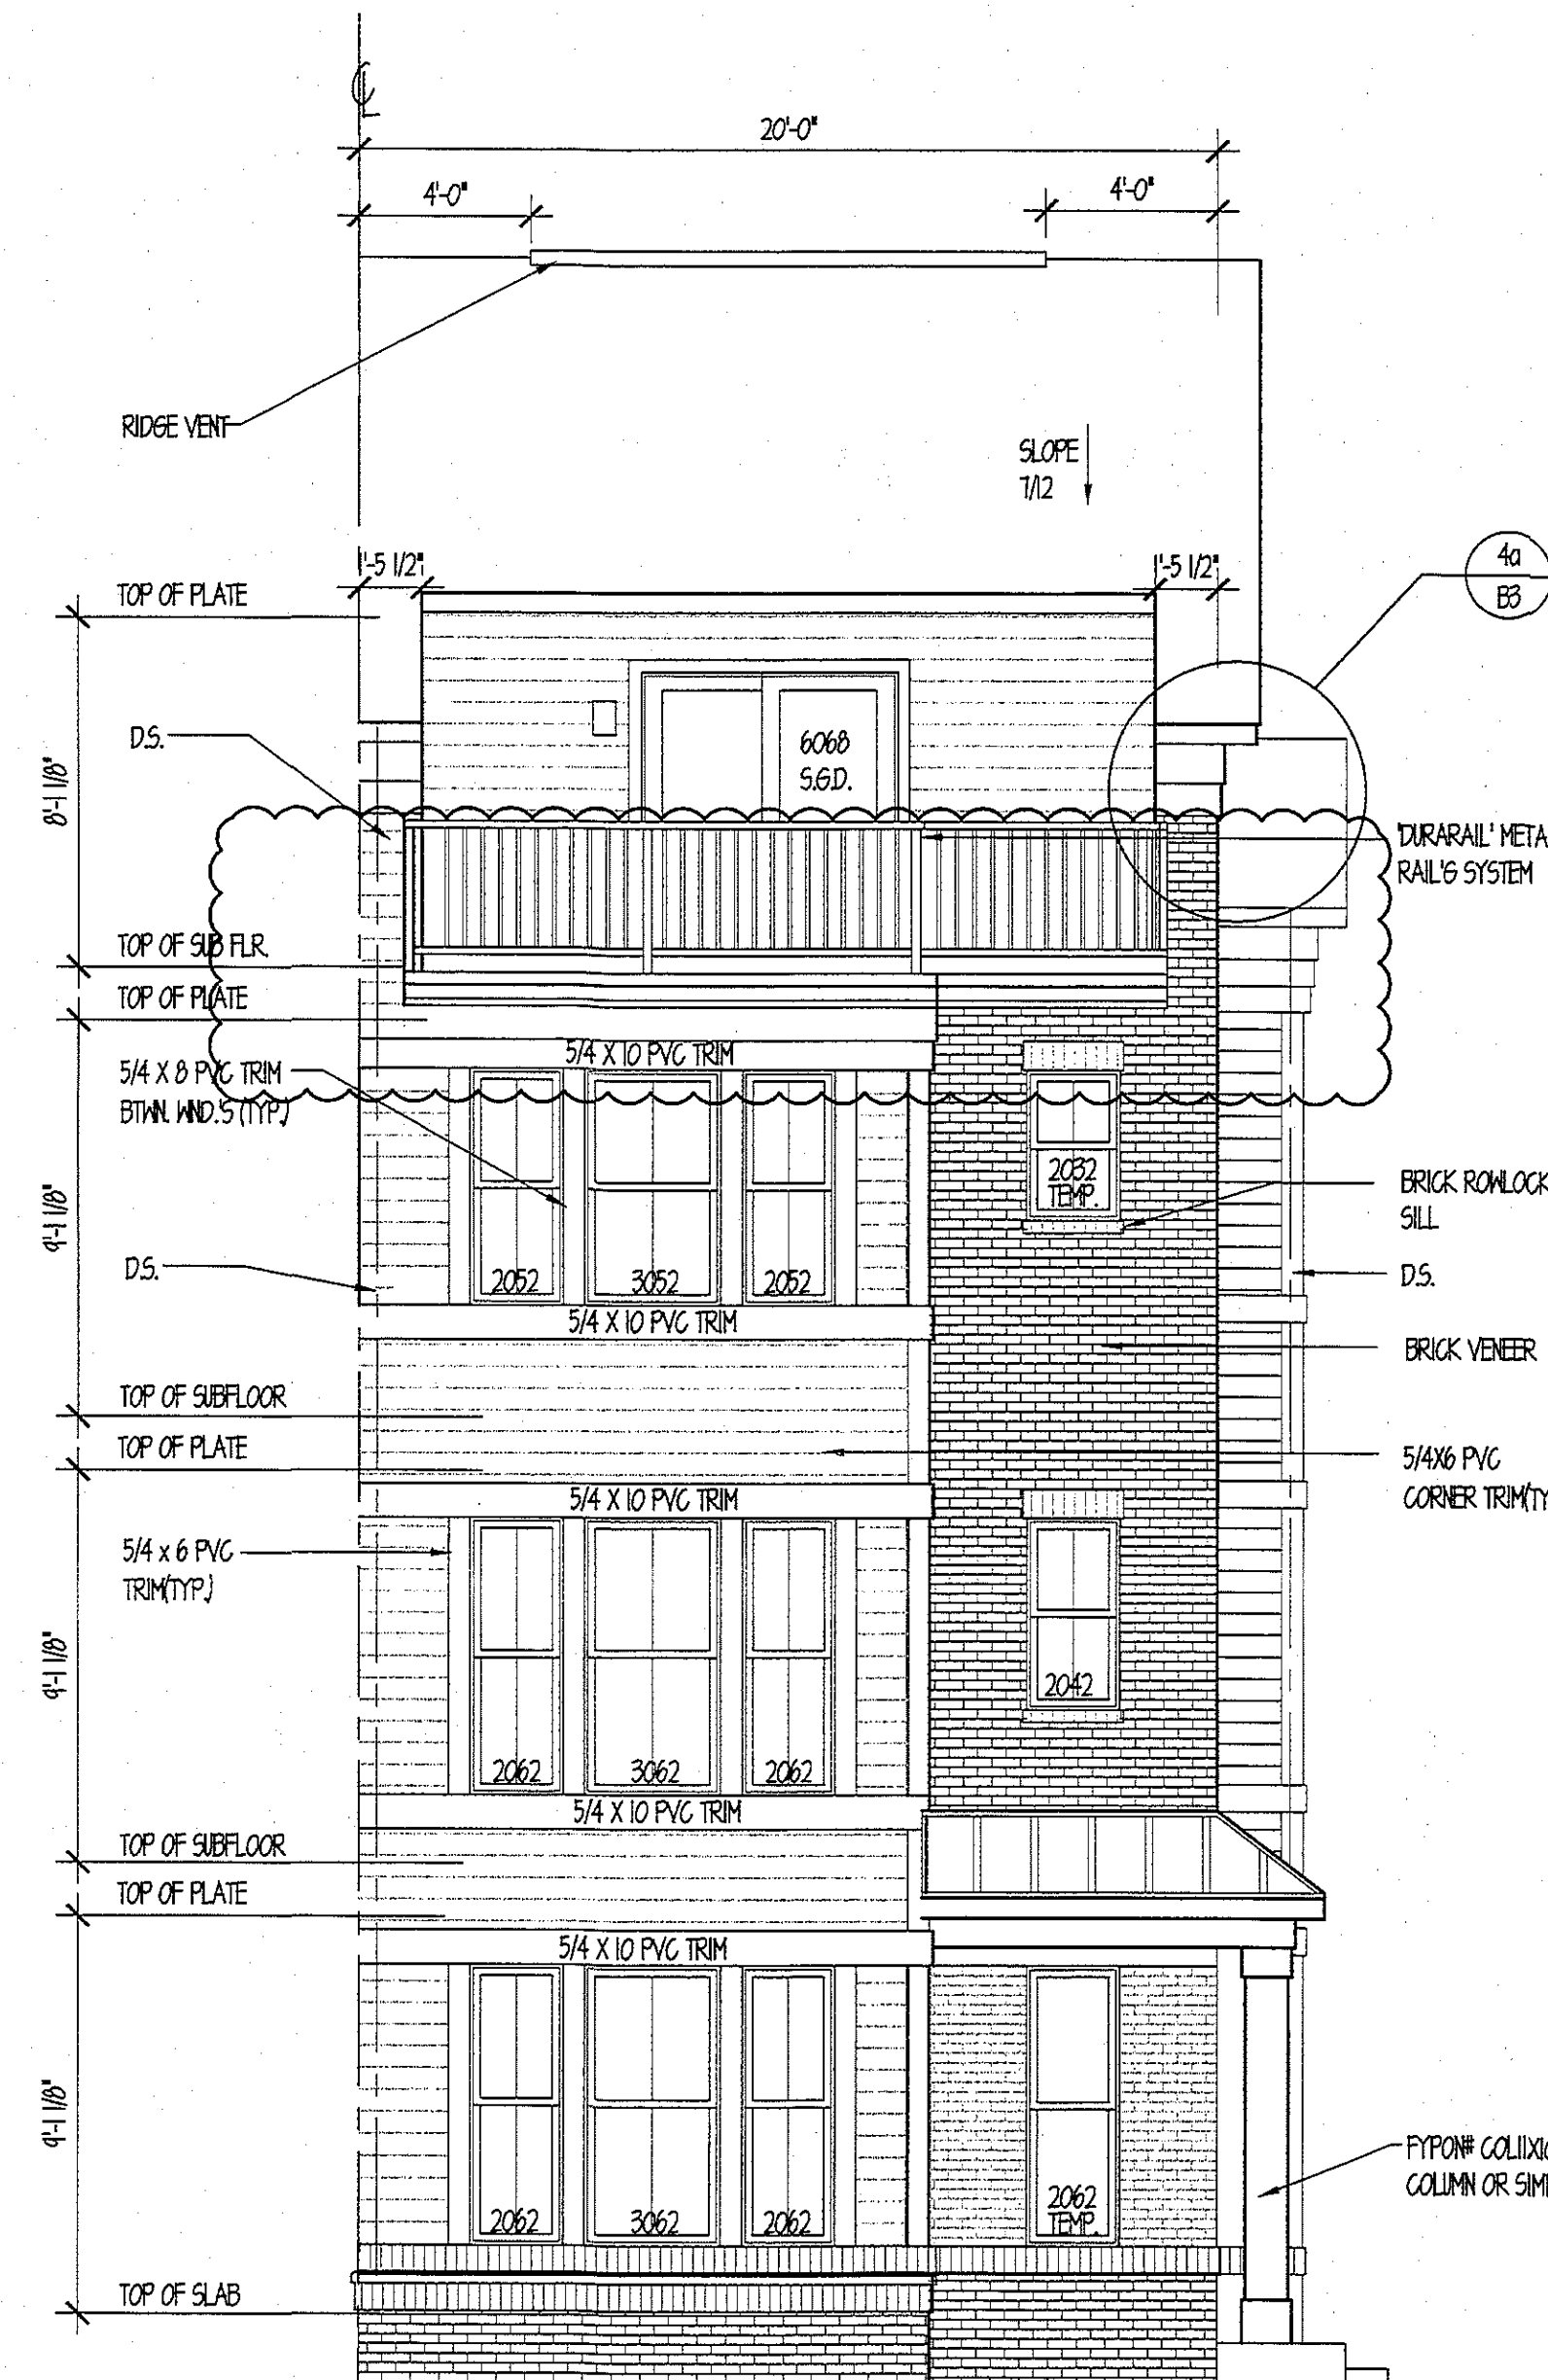 CL
20'-0"
4'-0"
4'-0"
RIDGE VENT
SLOPE
7/12
1'-5 1/2"
1'-5 1/2"
4a
B3
TOP OF PLATE
D.S.
8'-1 1/8"
6068
S.G.D.
'DURARAIL' META
RAIL'G SYSTEM
TOP OF SUB FLR.
TOP OF PLATE
5/4 X 10 PVC TRIM
5/4 X 8 PVC TRIM
BTWN. WND.'S (TYP.)
9'-1 1/8"
2032
TEMP.
BRICK ROWLOCK
SILL
D.S.
D.S.
2052
3052
2052
5/4 X 10 PVC TRIM
BRICK VENEER
TOP OF SUBFLOOR
TOP OF PLATE
5/4X6 PVC
CORNER TRIM(TY
5/4 X 10 PVC TRIM
5/4 x 6 PVC
TRIM(TYP.)
9'-1 1/8"
2042
2062
3062
2062
5/4 X 10 PVC TRIM
TOP OF SUBFLOOR
TOP OF PLATE
5/4 X 10 PVC TRIM
9'-1 1/8"
FYPON#
COLUMN OR SIM
2062
3062
2062
2062
TEMP.
TOP OF SLAB